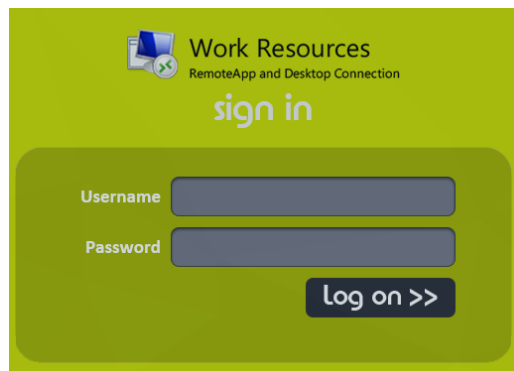 Work Resources
RemoteApp and Desktop Connection
sign in
Username
Password
Log on >>